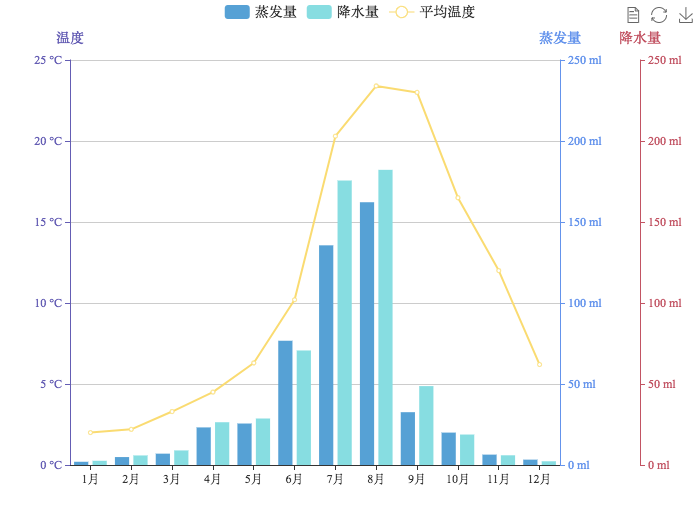 蒸发量 降水量 平均温度
温度 蒸发量 降水量
25 °C 250 ml 250 ml
20 °C 200 ml 200 ml
15 °C 150 ml 150 ml
10 °C 100 ml 100 ml
5 °C 50 ml 50 ml
0 °C 0 ml 0 ml
1月 2月 3月 4月 5月 6月 7月 8月 9月 10月 11月 12月